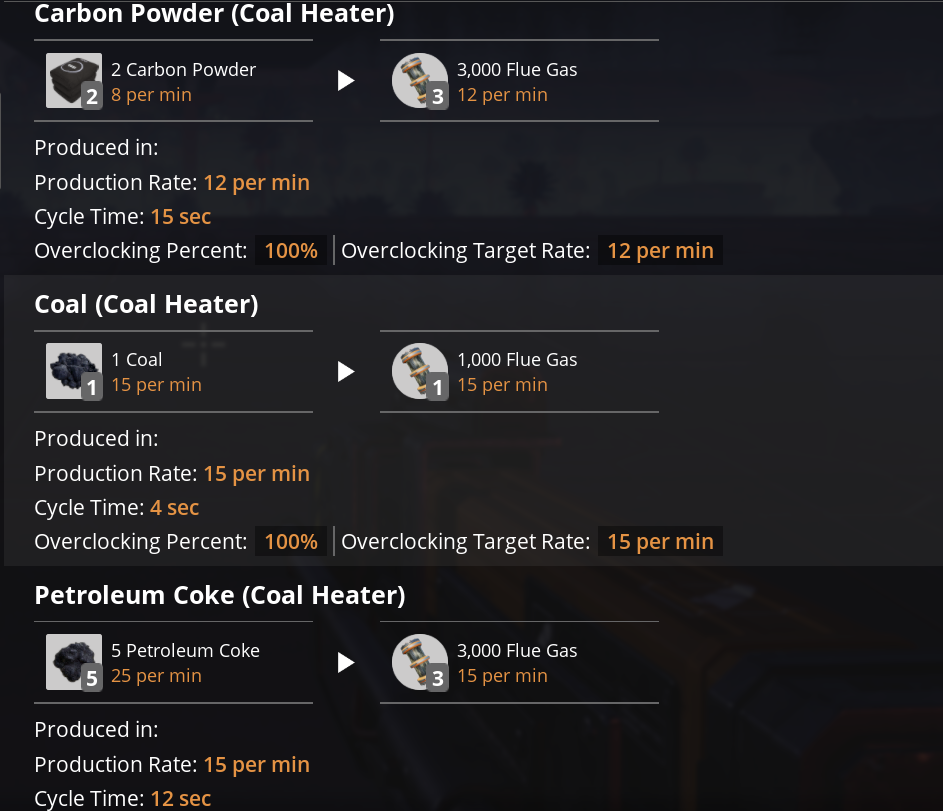 Carbon Powder (Coal Heater)
2 Carbon Powder
8 per min
2
3,000 Flue Gas
12 per min
3
Produced in:
Production Rate: 12 per min
Cycle Time: 15 sec
Overclocking Percent: 100% Overclocking Target Rate: 12 per min
Coal (Coal Heater)
1 Coal
15 per min
1
1,000 Flue Gas
15 per min
1
Produced in:
Production Rate: 15 per min
Cycle Time: 4 sec
Overclocking Percent: 100% Overclocking Target Rate: 15 per min
Petroleum Coke (Coal Heater)
5 Petroleum Coke
25 per min
5
3,000 Flue Gas
15 per min
3
Produced in:
Production Rate: 15 per min
Cycle Time: 12 sec